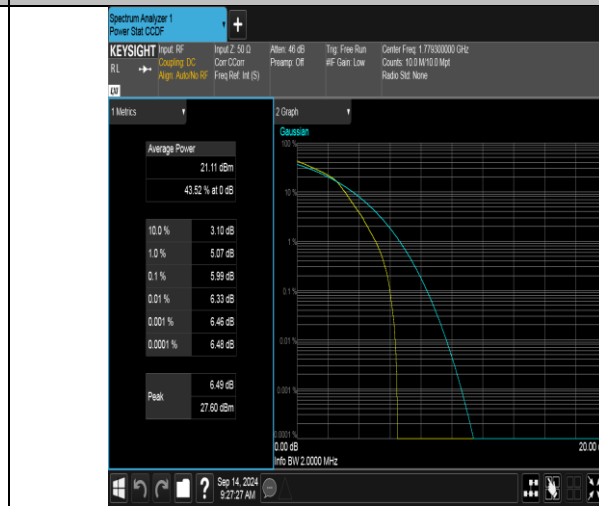 Spectrum Analyzer 1
Power Stat CCDF
+
KEYSIGHT Input: RF Input Z: 50 Ω Atten: 46 dB Trig: Free Run Center Freq: 1.779300000 GHz
RL Coupling: DC Corr CCorr Preamp: Off #IF Gain: Low Counts: 10.0 M/10.0 Mpt
Align: Auto/No RF Freq Ref: Int (S) Radio Std: None
1 Metrics
2 Graph
Gaussian
Average Power
21.11 dBm
43.52 % at 0 dB
10.0 % 3.10 dB
1.0 % 5.07 dB
0.1 % 5.99 dB
0.01 % 6.33 dB
0.001 % 6.46 dB
0.0001 % 6.48 dB
Peak
6.49 dB
27.60 dBm
100 %
10 %
1 %
0.1 %
0.01 %
0.001 %
0.0001 %
0.00 dB
20.00
Info BW 2.0000 MHz
?
Sep 14, 2024
9:27:27 AM